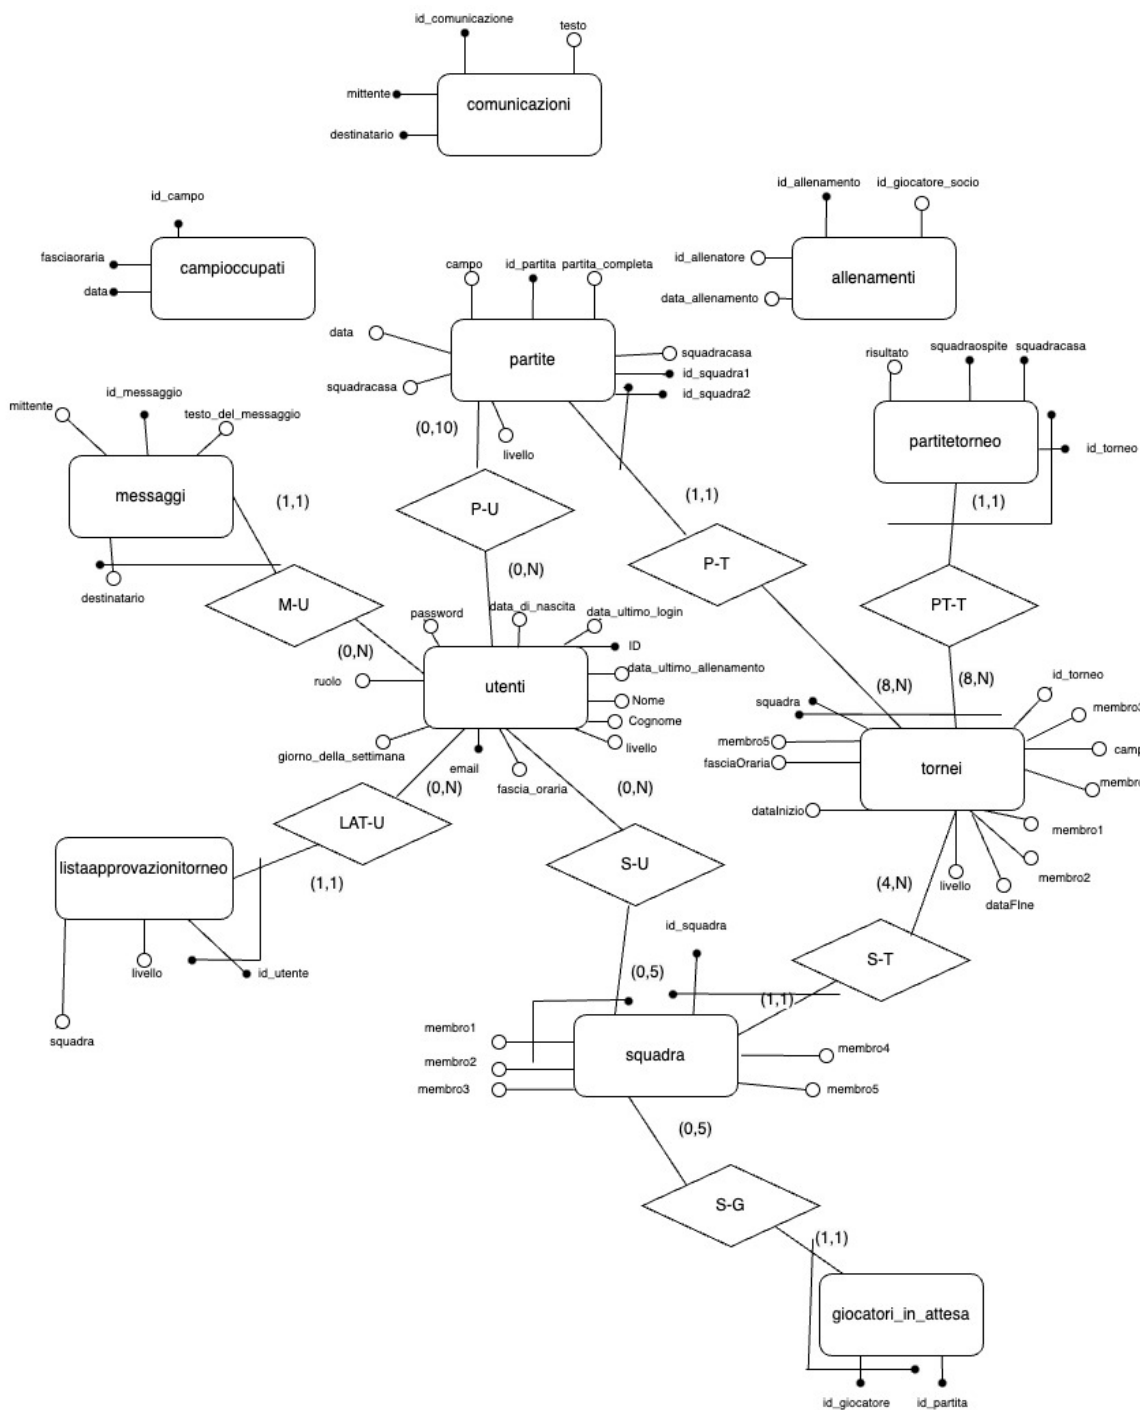 id_comunicazione
testo
mittente
comunicazioni
destinatario
id_campo
id_allenamento
id_giocatore_socio
fasciaoraria
campioccupati
data
id_allenatore
allenamenti
data_allenamento
campo
id_partita
partita_completa
data
partite
squadracasa
squadracasa
id_squadra1
id_squadra2
livello
(0,10)
risultato
squadraospite
squadracasa
partitetorneo
id_torneo
mittente
id_messaggio
testo_del_messaggio
messaggi
(1,1)
destinatario
M-U
(0,N)
P-U
(0,N)
(1,1)
P-T
(8,N)
(1,1)
PT-T
(8,N)
password
data_di_nascita
data_ultimo_login
ID
ruolo
utenti
data_ultimo_allenamento
Nome
Cognome
livello
giorno_della_settimana
email
fascia_oraria
(0,N)
(0,N)
squadra
id_torneo
membro3
membro5
fasciaOraria
tornei
camp
membro
dataInizio
membro1
membro2
livello
dataFIne
LAT-U
listaapprovazionitorneo
(1,1)
livello
id_utente
squadra
S-U
(0,5)
(4,N)
S-T
(1,1)
id_squadra
membro1
membro2
membro3
squadra
membro4
membro5
(0,5)
S-G
(1,1)
giocatori_in_attesa
id_giocatore
id_partita